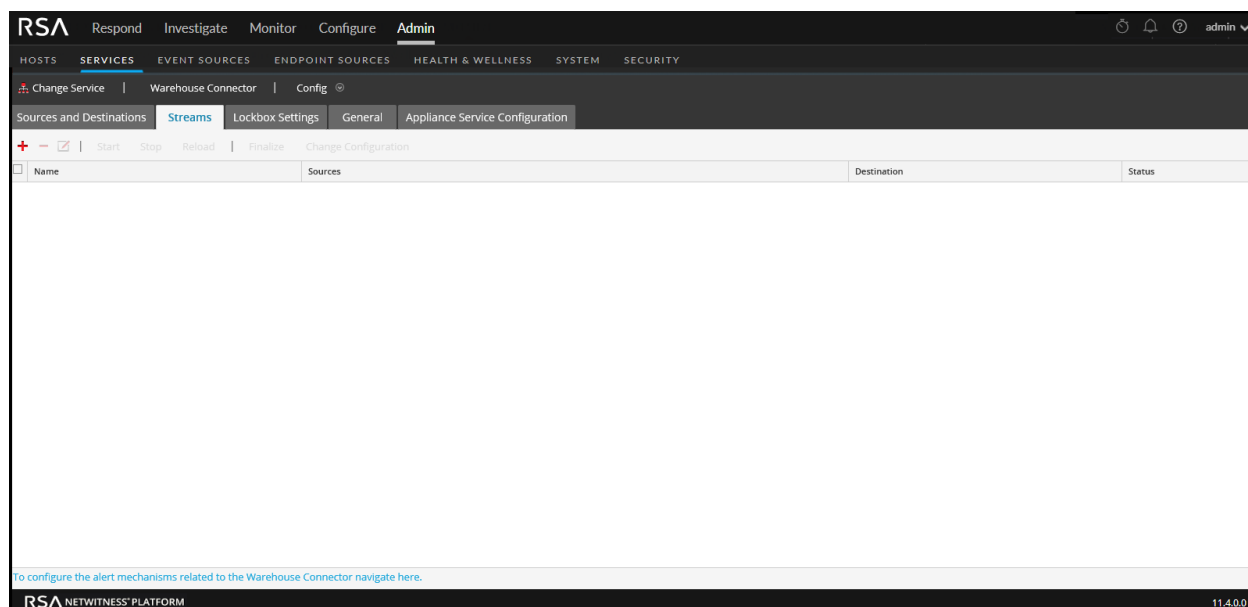 RSA Respond Investigate Monitor Configure Admin admin
HOSTS SERVICES EVENT SOURCES ENDPOINT SOURCES HEALTH & WELLNESS SYSTEM SECURITY
Change Service | Warehouse Connector | Config
Sources and Destinations Streams Lockbox Settings General Appliance Service Configuration
Start Stop Reload | Finalize Change Configuration
Name Sources Destination Status
To configure the alert mechanisms related to the Warehouse Connector navigate here.
RSA NETWITNESS® PLATFORM 11.4.0.0